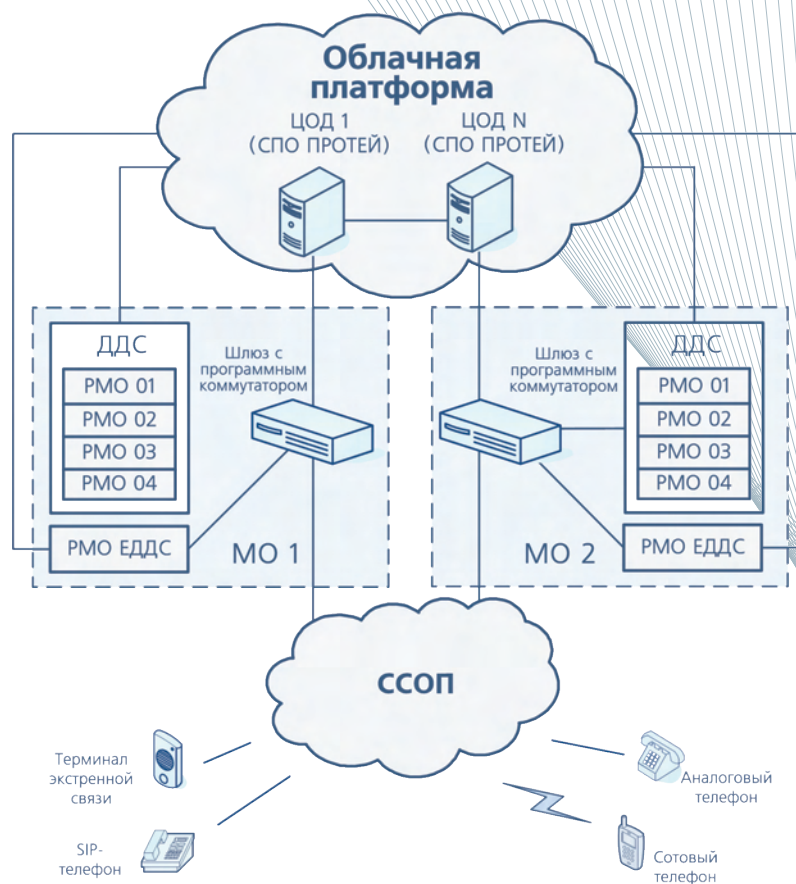 Облачная
платформа
ЦОД 1
(СПО ПРОТЕЙ)
ЦОД N
(СПО ПРОТЕЙ)
ДДС
РМО 01
РМО 02
РМО 03
РМО 04
РМО ЕДДС
Шлюз с
программным
коммутатором
МО 1
Шлюз с
программным
коммутатором
МО 2
ДДС
РМО 01
РМО 02
РМО 03
РМО 04
РМО ЕДДС
ССОП
Терминал
экстренной
связи
SIP-
телефон
Аналоговый
телефон
Сотовый
телефон